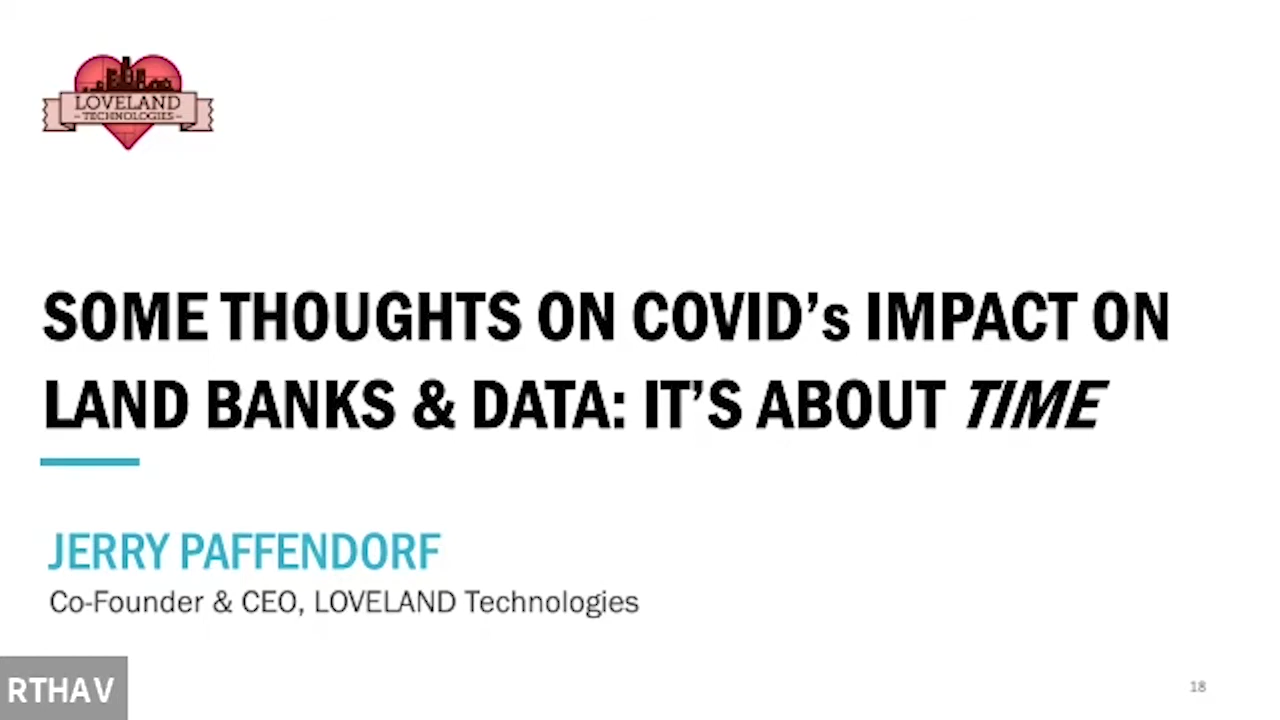 LOVELAND
-TECHNOLOGIES-
SOME THOUGHTS ON COVID’s IMPACT ON
LAND BANKS & DATA: IT’S ABOUT TIME
JERRY PAFFENDORF
Co-Founder & CEO, LOVELAND Technologies
RTHAV
18